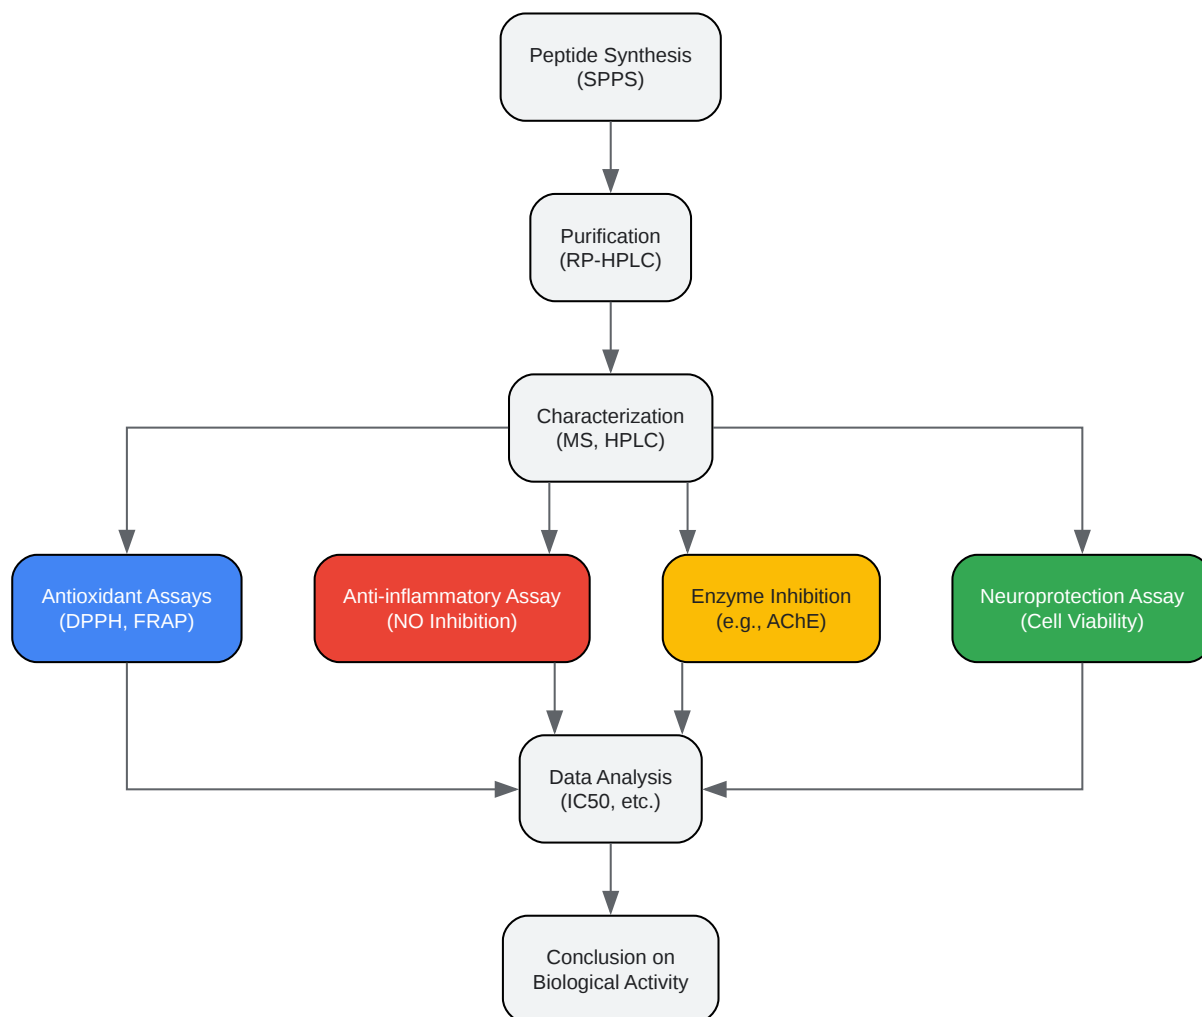 Peptide Synthesis
(SPPS)
Purification
(RP-HPLC)
Characterization
(MS, HPLC)
Antioxidant Assays
(DPPH, FRAP)
Anti-inflammatory Assay
(NO Inhibition)
Enzyme Inhibition
(e.g., AChE)
Neuroprotection Assay
(Cell Viability)
Data Analysis
(IC50, etc.)
Conclusion on
Biological Activity